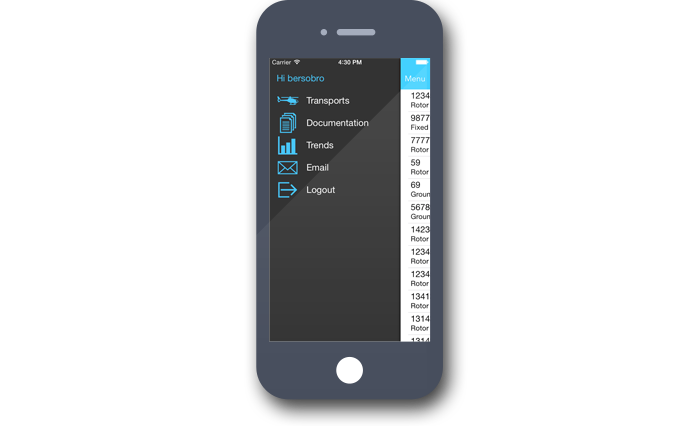 Carrier 4:30 PM
Hi bersobro
Menu
Transports
Documentation
Trends
Email
Logout
1234
Rotor
9877
Fixed
7777
Rotor
59
Rotor
69
Groun
5678
Groun
1423
Rotor
1234
Rotor
1234
Rotor
1341
Rotor
1314
Rotor
1314